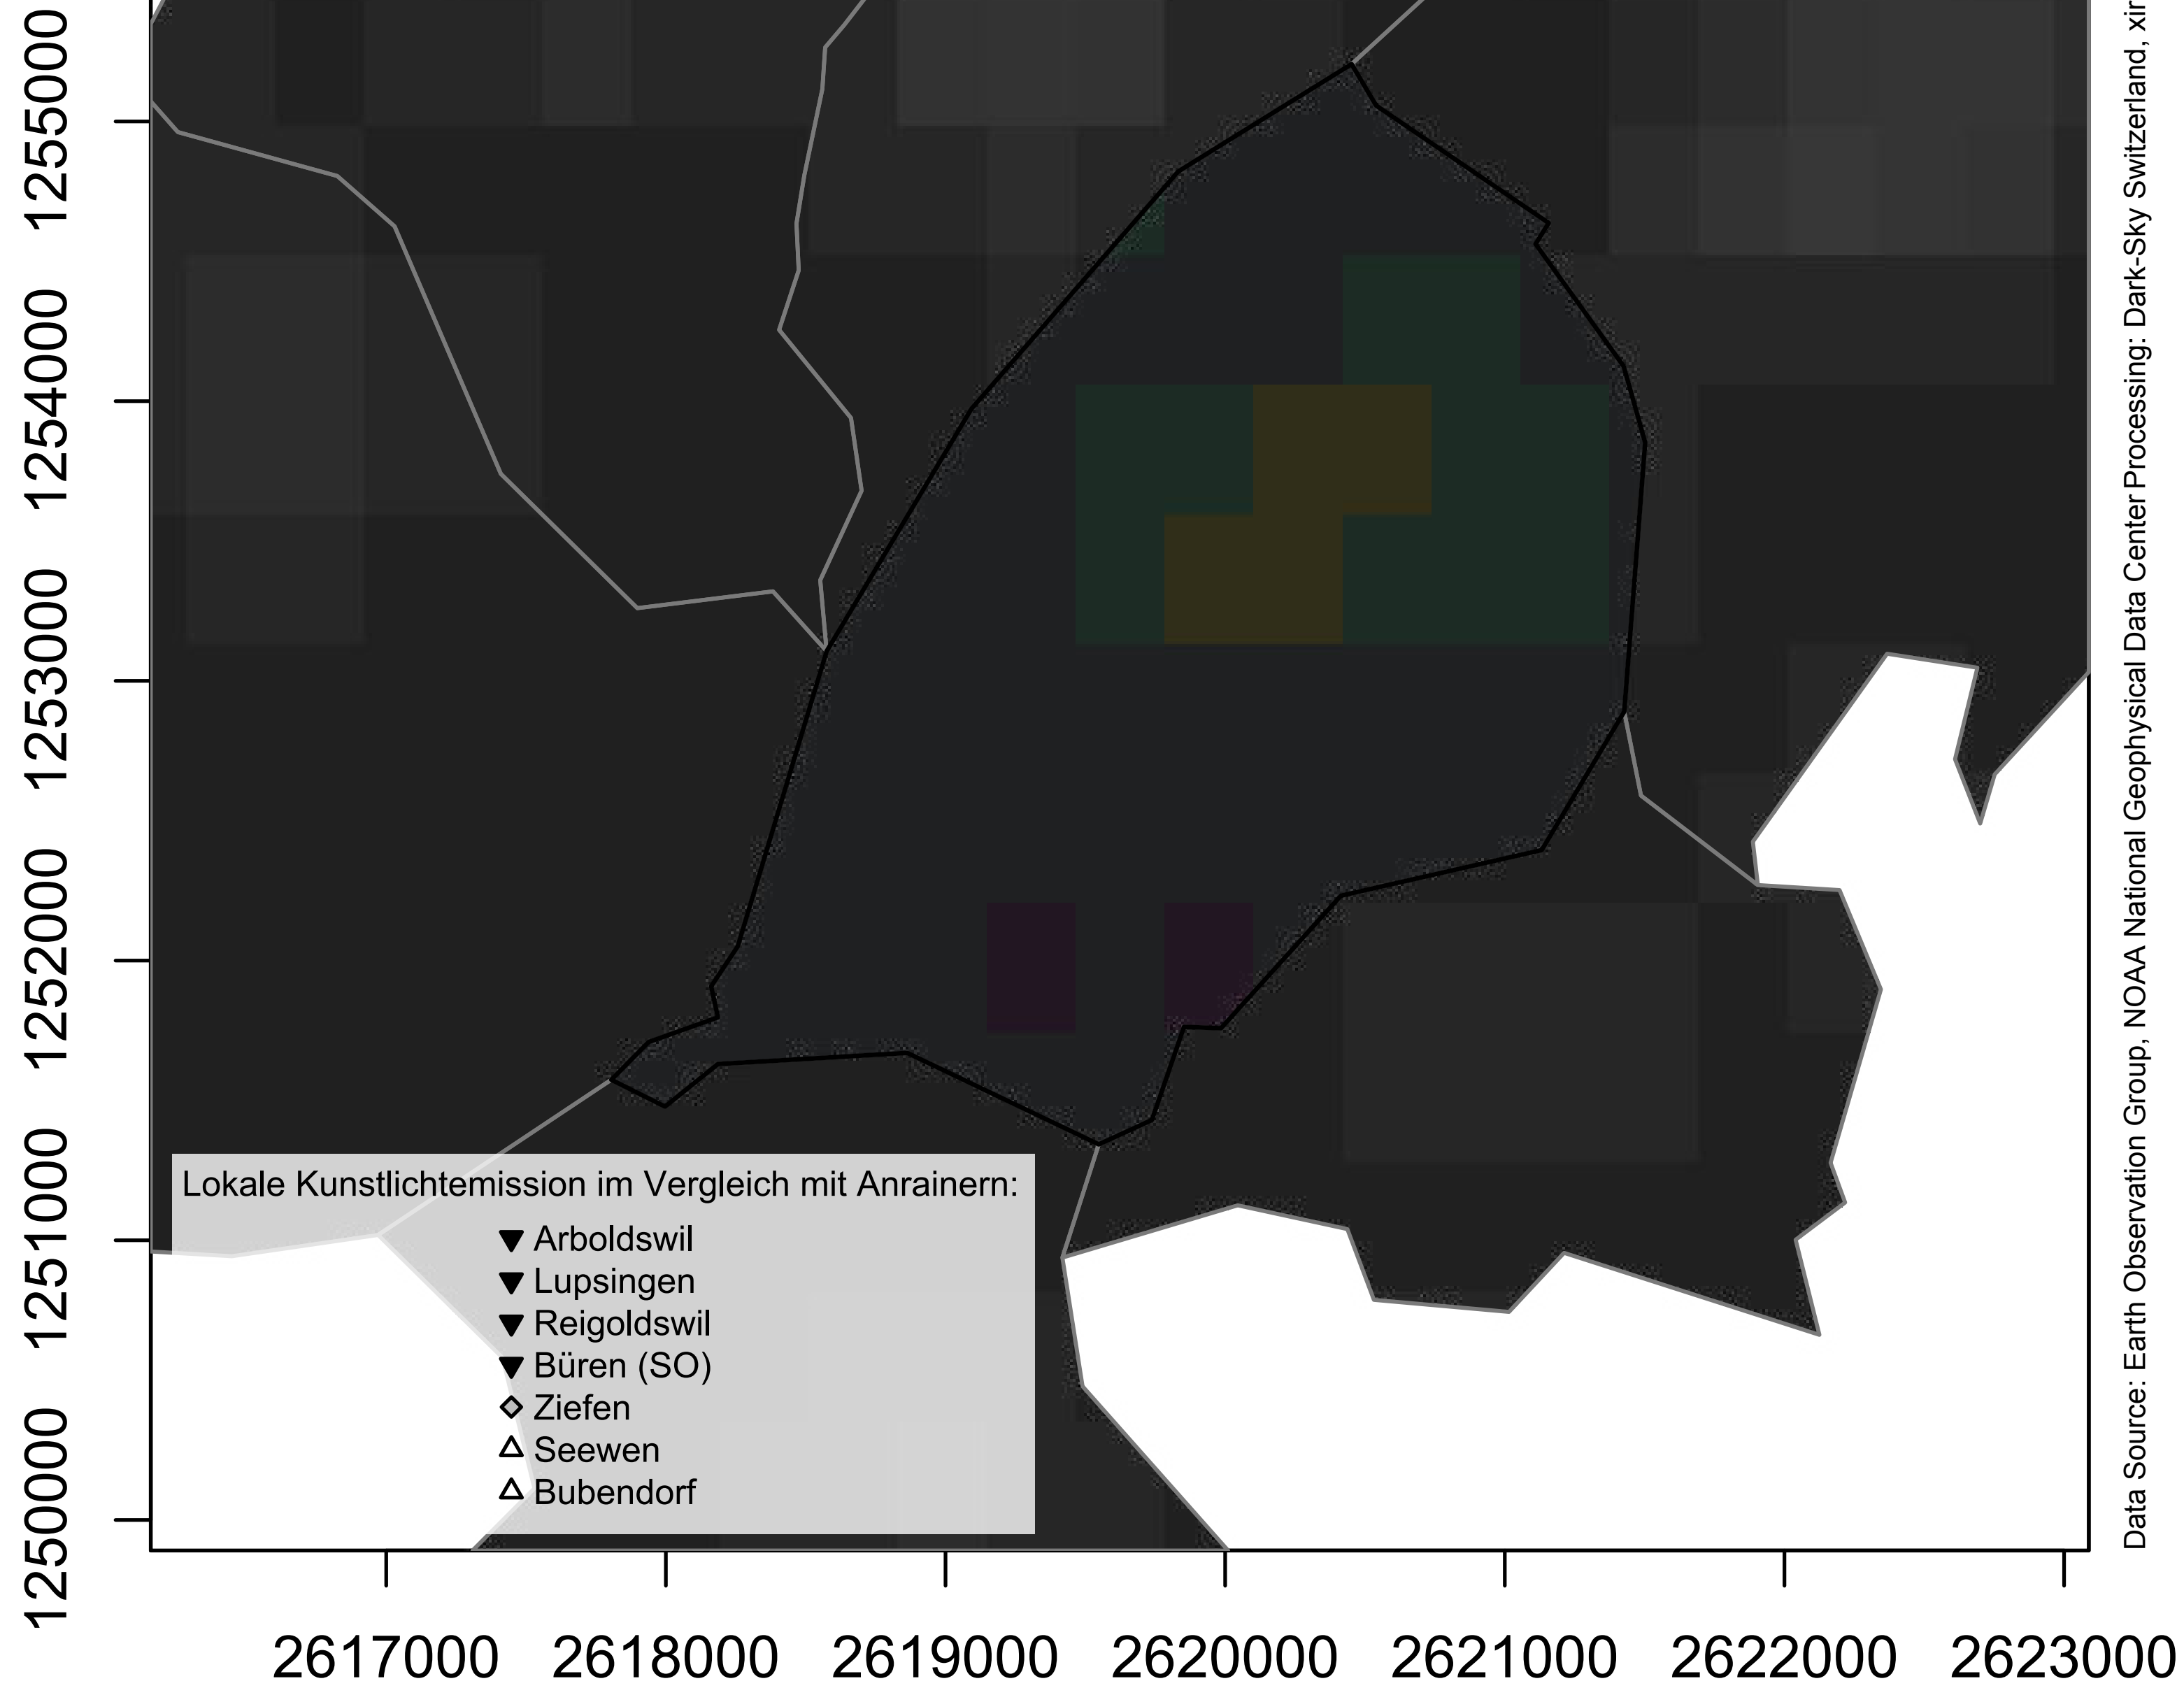 1255000
1254000
1253000
1252000
1251000
1250000
Lokale Kunstlichtemission im Vergleich mit Anrainern:
Arboldswil
Lupsingen
Reigoldswil
Büren (SO)
Ziefen
Seewen
Bubendorf
2617000 2618000 2619000 2620000 2621000 2622000 2623000
Data Source: Earth Observation Group, NOAA National Geophysical Data Center Processing: Dark-Sky Switzerland,